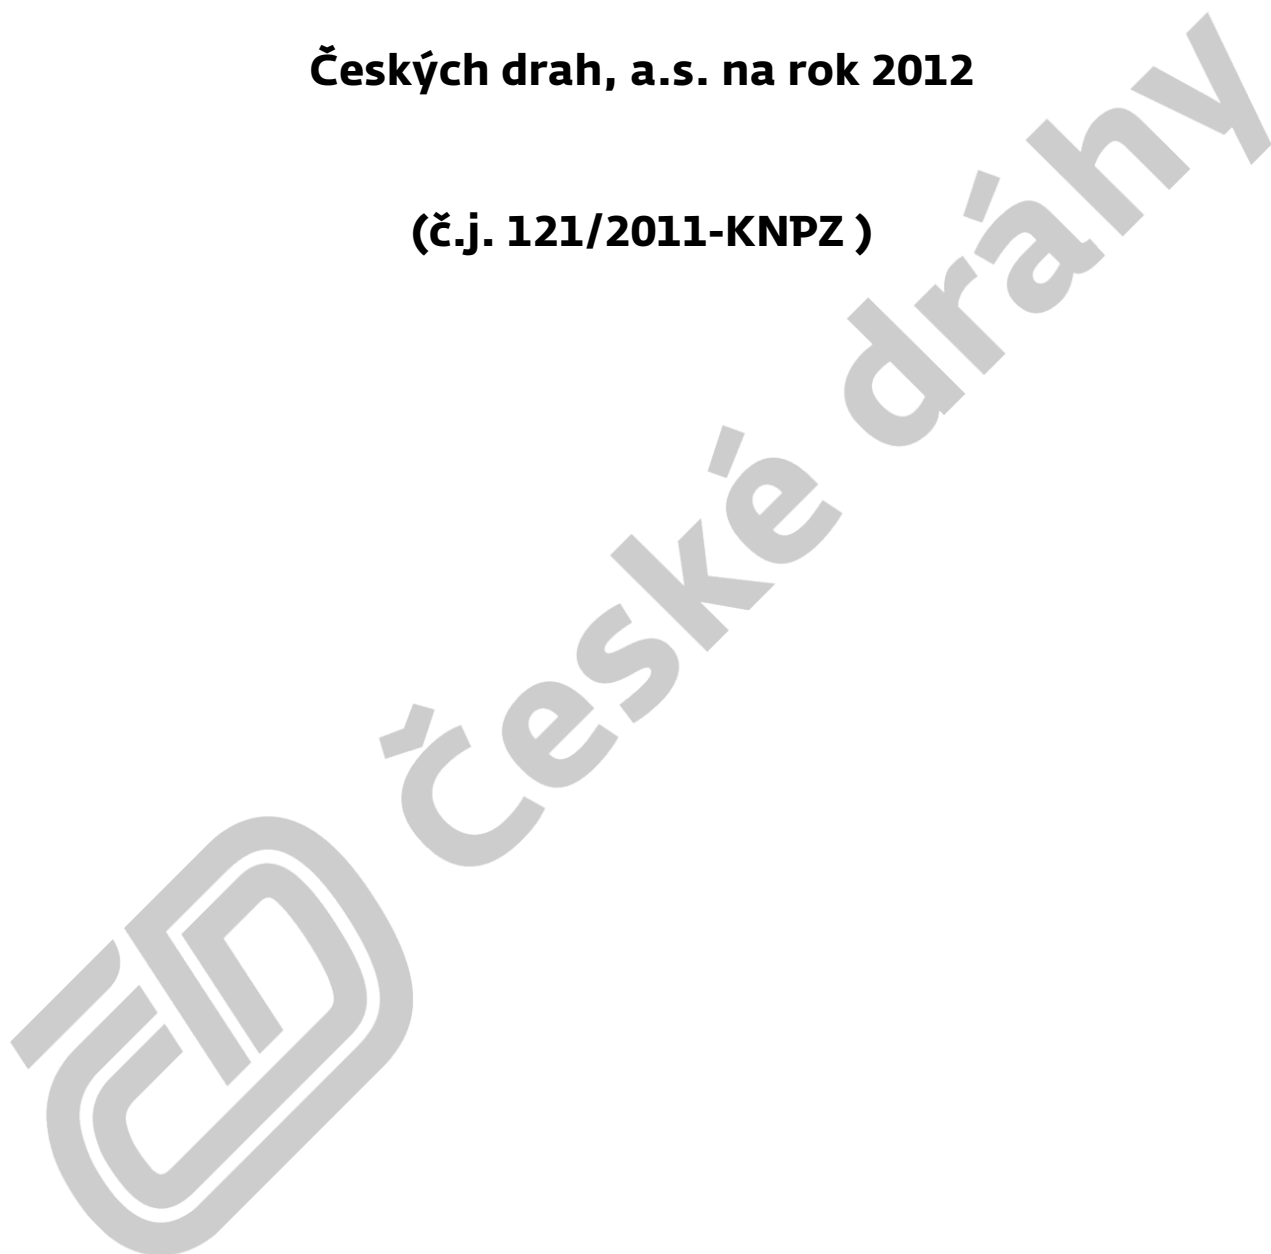 Českých drah, a.s. na rok 2012
(č.j. 121/2011-KNPZ )
České dráhy